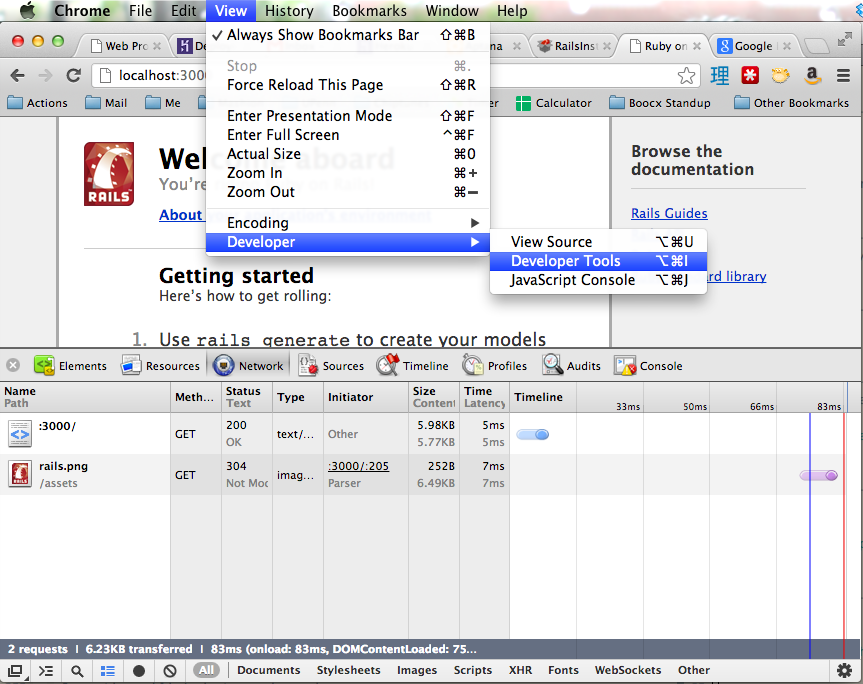 Chrome File Edit View History Bookmarks Window Help
Web Pro De na RailsIns Ruby on Google
✓ Always Show Bookmarks Bar ⇧⌘B
Stop ⌘.
Force Reload This Page ⇧⌘R
Enter Presentation Mode ⇧⌘F
Enter Full Screen ^⌘F
Actual Size ⌘0
Zoom In ⌘+
Zoom Out ⌘−
Encoding ▶
Developer ▶
View Source ⌥⌘U
Developer Tools ⌥⌘I
JavaScript Console ⌥⌘J
localhost:3000
理
Actions Mail Me er Calculator Boocx Standup Other Bookmarks
RAILS
Welcome aboard
You're
About
Getting started
Here's how to get rolling:
1. Use rails generate to create your models
Browse the
documentation
Rails Guides
rd library
Elements Resources Network Sources Timeline Profiles Audits Console
Name Meth... Status Type Initiator Size Time Timeline
Path Text Content Latency 33ms 50ms 66ms 83ms
:3000/ GET 200 text/... Other 5.98KB 5ms
OK 5.77KB 5ms
rails.png GET 304 imag... :3000/:205 252B 7ms
/assets Not Mod Parser 6.49KB 7ms
2 requests | 6.23KB transferred | 83ms (onload: 83ms, DOMContentLoaded: 75...
All Documents Stylesheets Images Scripts XHR Fonts WebSockets Other